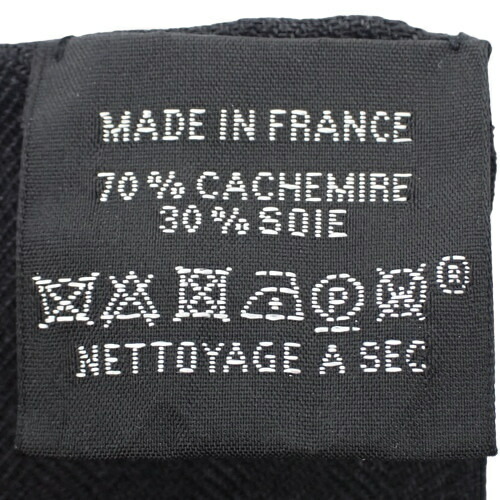 MADE IN FRANCE
70 % CACHEMIRE
30 % SOIE
P W ®
NETTOYAGE A SEC